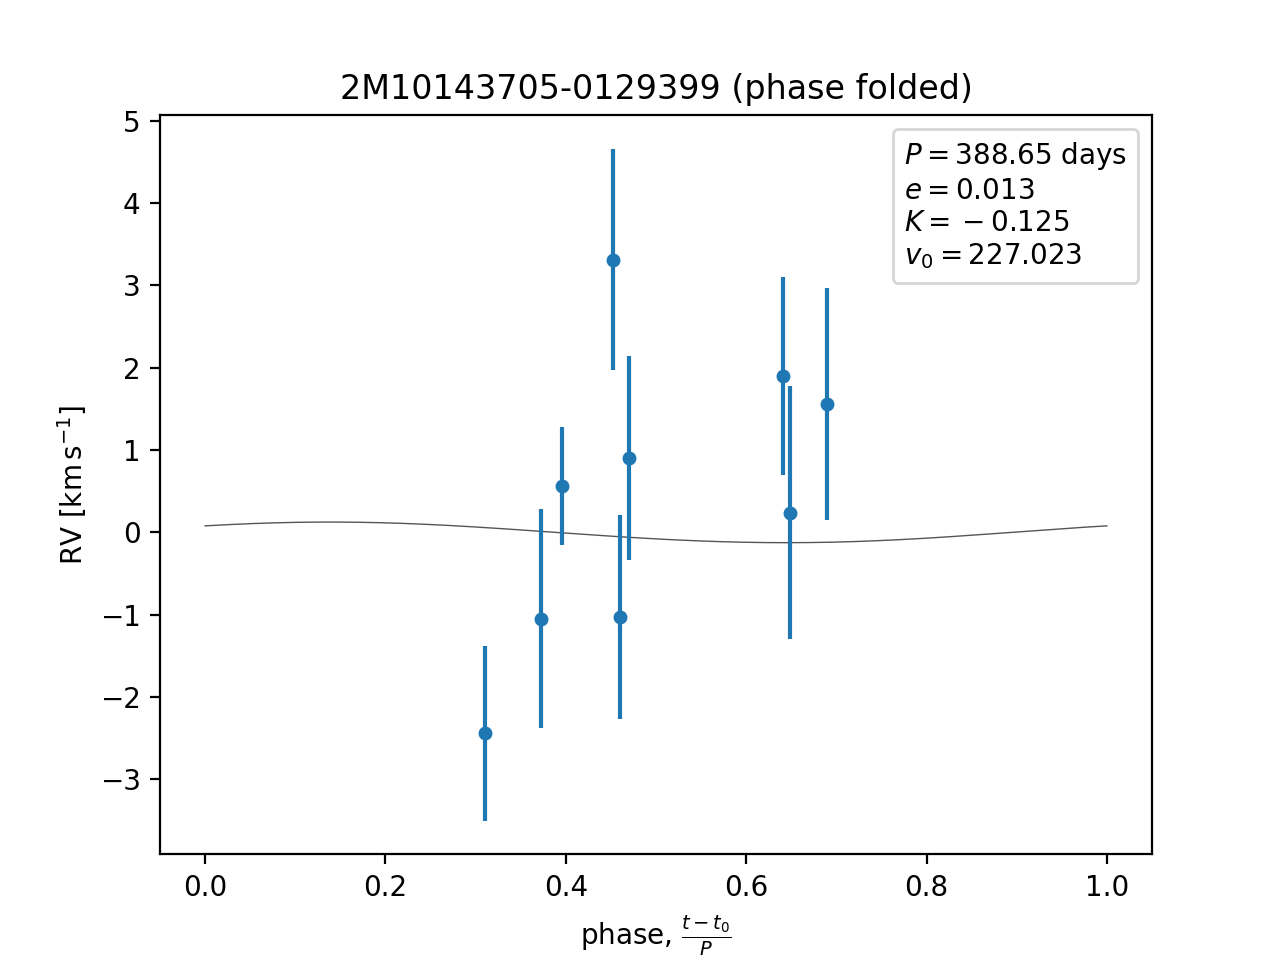 2M10143705-0129399 (phase folded)
P = 388.65 days
e = 0.013
K = −0.125
v₀ = 227.023
5
4
3
2
1
0
−1
−2
−3
RV [km s⁻¹]
0.0 0.2 0.4 0.6 0.8 1.0
phase, (t − t₀)/P